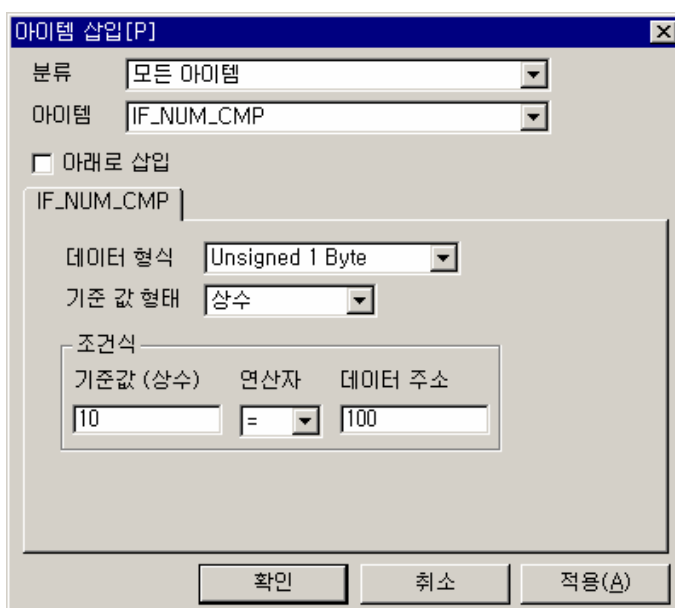 아이템 삽입[P]
분류 모든 아이템
아이템 IF_NUM_CMP
아래로 삽입
IF_NUM_CMP
데이터 형식 Unsigned 1 Byte
기준 값 형태 상수
조건식
기준값 (상수) 연산자 데이터 주소
10 = 100
확인 취소 적용(A)